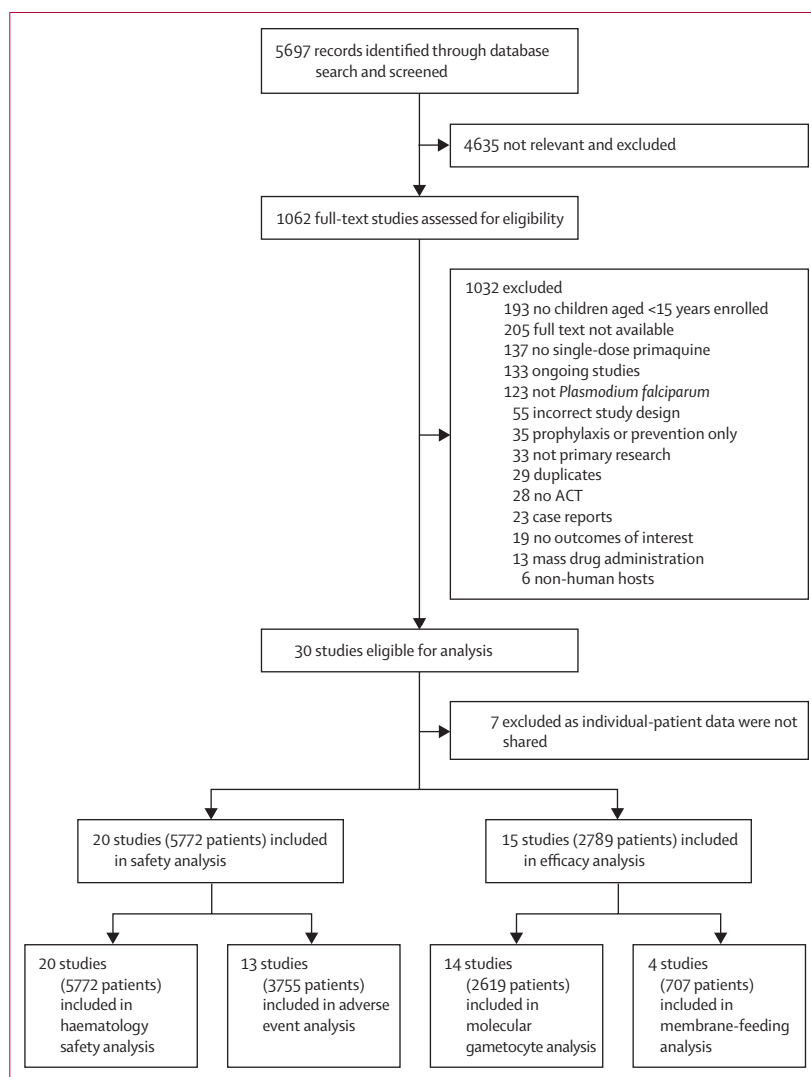 5697 records identified through database
search and screened
4635 not relevant and excluded
1062 full-text studies assessed for eligibility
1032 excluded
193 no children aged <15 years enrolled
205 full text not available
137 no single-dose primaquine
133 ongoing studies
123 not Plasmodium falciparum
55 incorrect study design
35 prophylaxis or prevention only
33 not primary research
29 duplicates
28 no ACT
23 case reports
19 no outcomes of interest
13 mass drug administration
6 non-human hosts
30 studies eligible for analysis
7 excluded as individual-patient data were not
shared
20 studies (5772 patients) included
in safety analysis
15 studies (2789 patients) included
in efficacy analysis
20 studies
(5772 patients)
included in
haematology
safety analysis
13 studies
(3755 patients)
included in adverse
event analysis
14 studies
(2619 patients)
included in
molecular
gametocyte analysis
4 studies
(707 patients)
included in
membrane-feeding
analysis